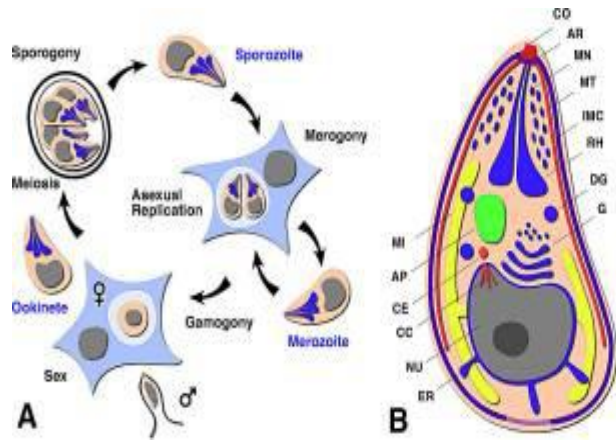 Sporogony
Sporozoite
Merogony
Meiosis
Asexual
Replication
Ookinete
♀
Gamogony
Merozoite
Sex
♂
A
CO
AR
MN
MT
IMC
RH
DG
G
MI
AP
CE
CC
NU
ER
B